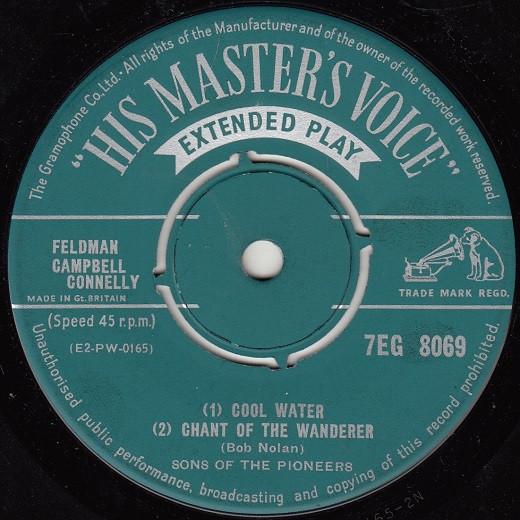 The Gramophone Co. Ltd. · All rights of the Manufacturer and of the owner of the recorded work reserved.
"HIS MASTER'S VOICE"
EXTENDED PLAY
FELDMAN
CAMPBELL
CONNELLY
MADE IN Gt. BRITAIN
TRADE MARK REGD.
(Speed 45 r.p.m.)
(E2-PW-0165)
7EG 8069
(1) COOL WATER
(2) CHANT OF THE WANDERER
(Bob Nolan)
SONS OF THE PIONEERS
Unauthorised public performance, broadcasting and copying of this record prohibited.
65-2N